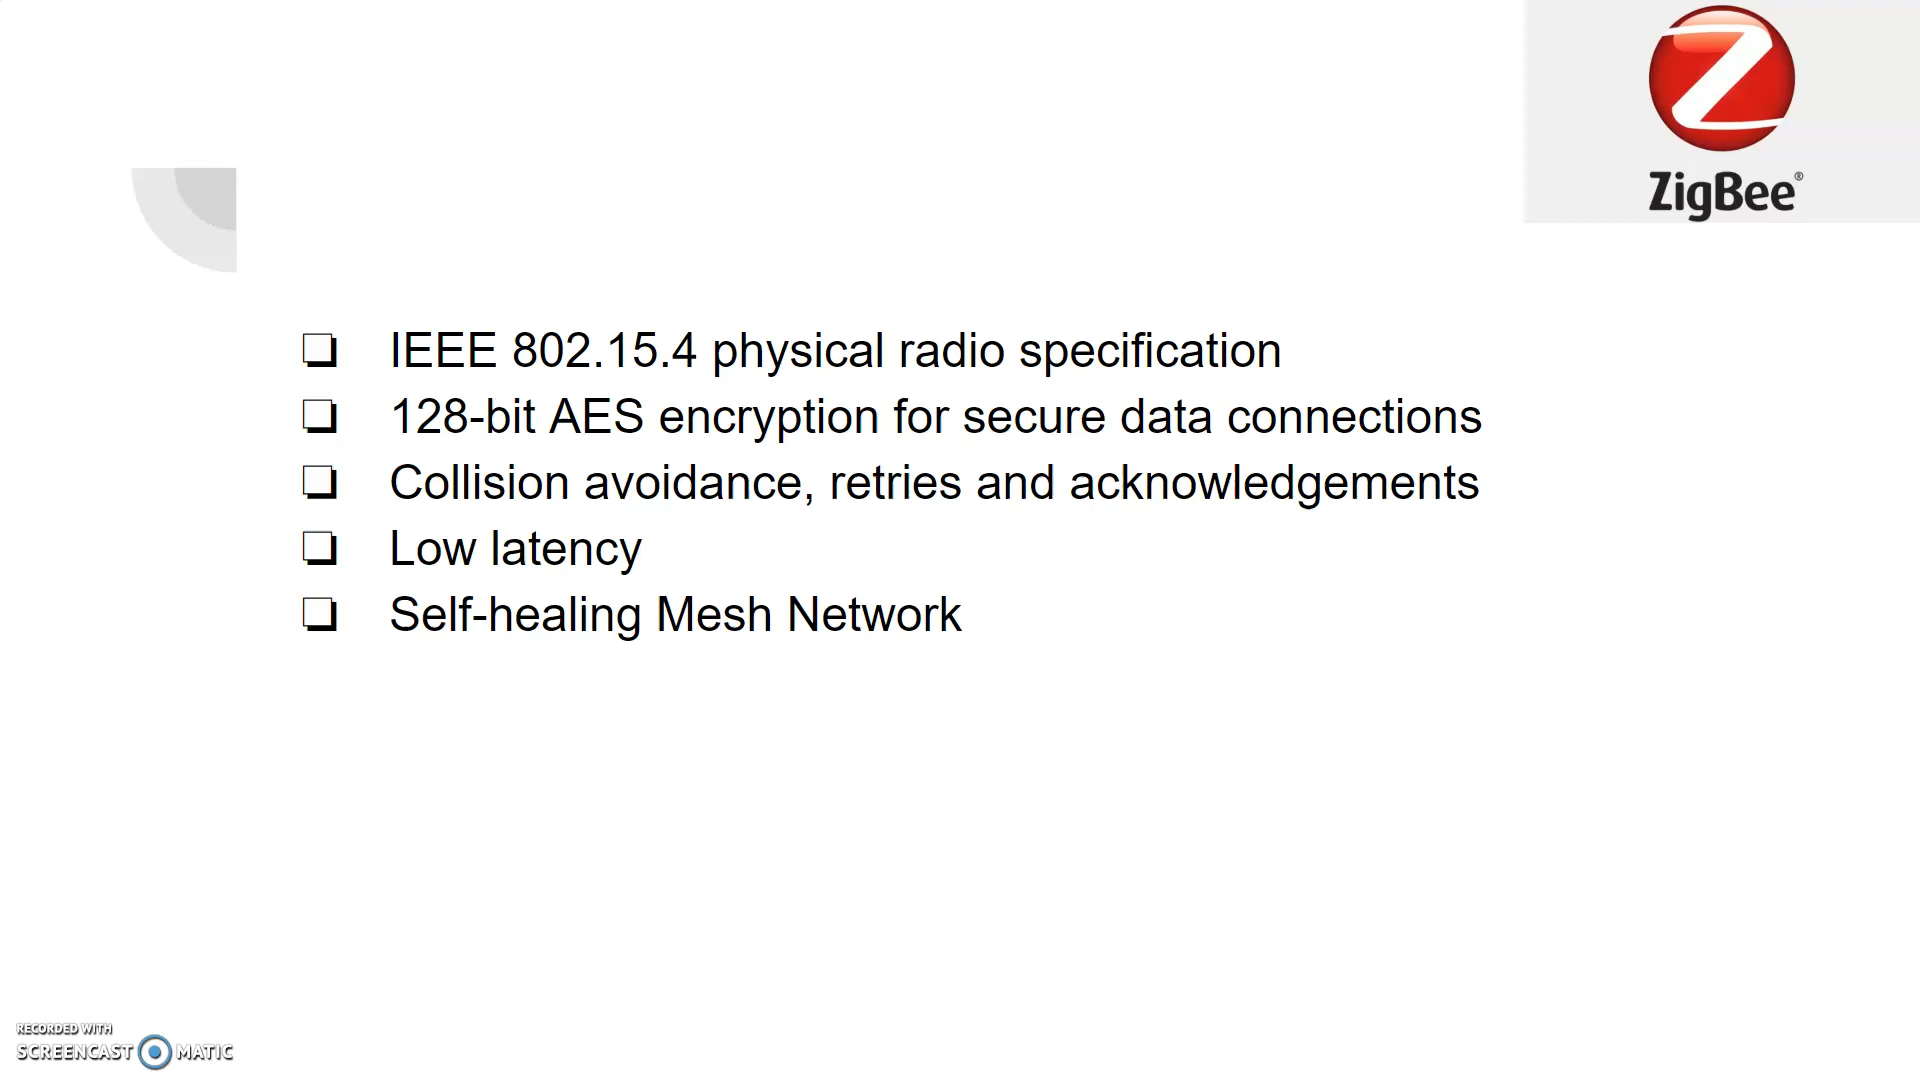 ZigBee®
❏ IEEE 802.15.4 physical radio specification
❏ 128-bit AES encryption for secure data connections
❏ Collision avoidance, retries and acknowledgements
❏ Low latency
❏ Self-healing Mesh Network
RECORDED WITH
SCREENCAST MATIC